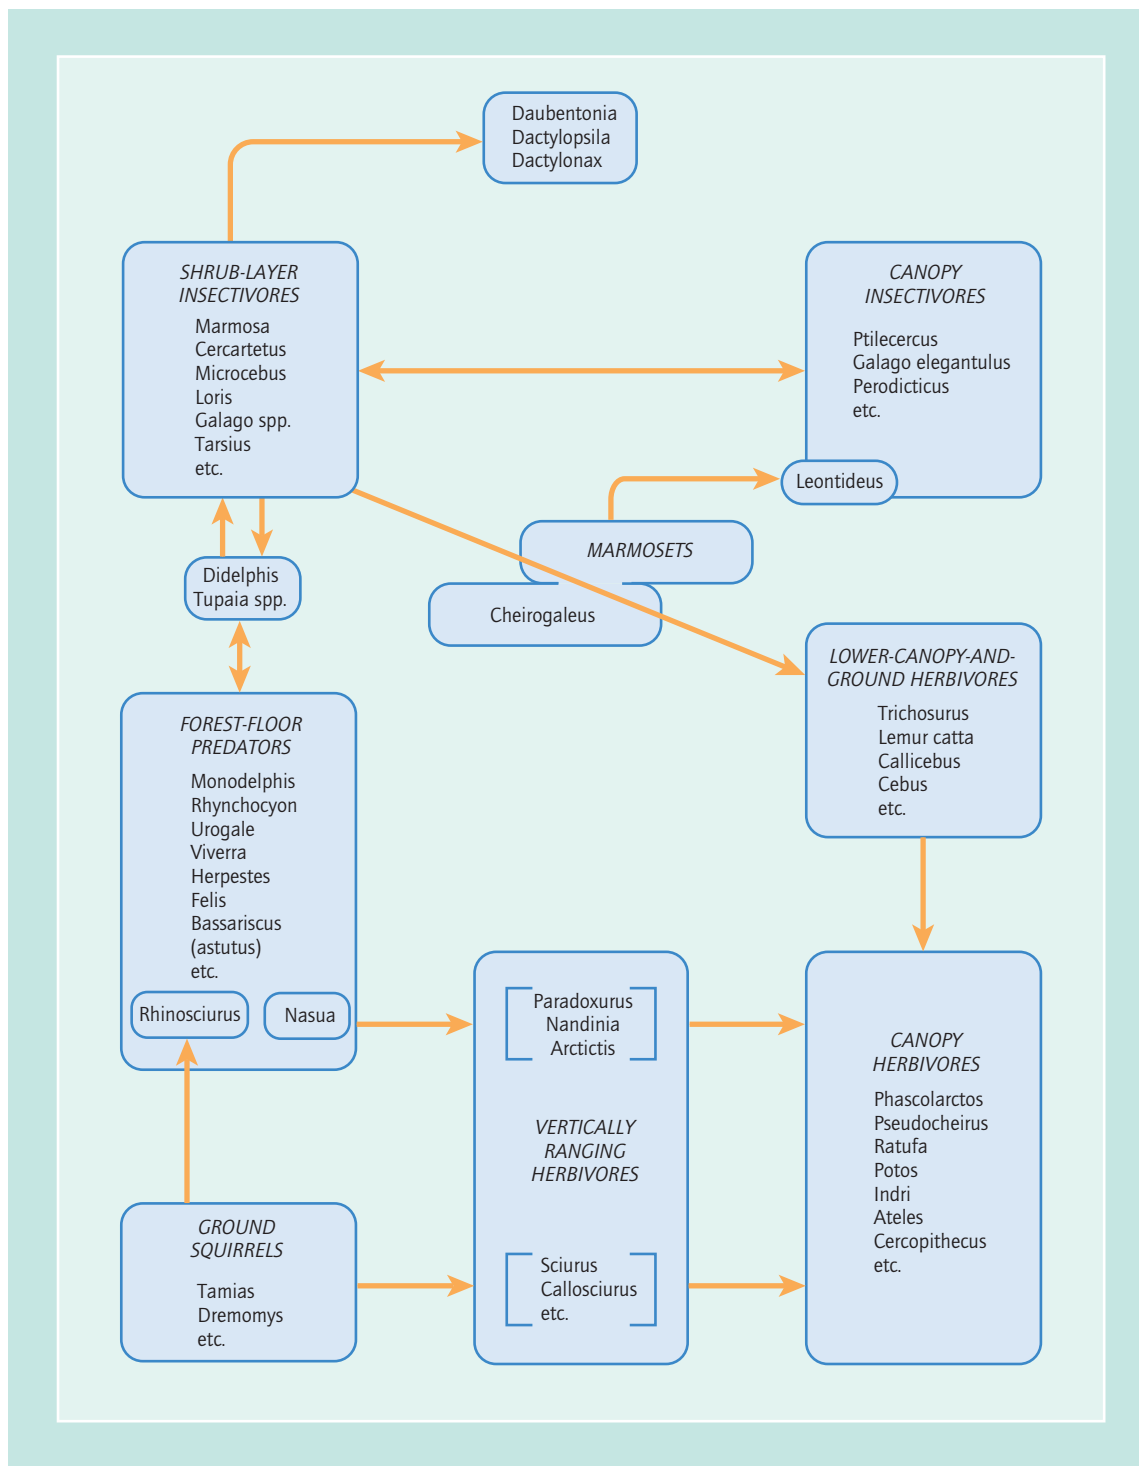 Daubentonia
Dactylopsila
Dactylonax
SHRUB-LAYER
INSECTIVORES
Marmosa
Cercartetus
Microcebus
Loris
Galago spp.
Tarsius
etc.
CANOPY
INSECTIVORES
Ptilecercus
Galago elegantulus
Perodicticus
etc.
Leontideus
MARMOSETS
Cheirogaleus
Didelphis
Tupaia spp.
LOWER-CANOPY-AND-
GROUND HERBIVORES
Trichosurus
Lemur catta
Callicebus
Cebus
etc.
FOREST-FLOOR
PREDATORS
Monodelphis
Rhynchocyon
Urogale
Viverra
Herpestes
Felis
Bassariscus
(astutus)
etc.
Rhinosciurus
Nasua
Paradoxurus
Nandinia
Arctictis
VERTICALLY
RANGING
HERBIVORES
Sciurus
Callosciurus
etc.
CANOPY
HERBIVORES
Phascolarctos
Pseudocheirus
Ratufa
Potos
Indri
Ateles
Cercopithecus
etc.
GROUND
SQUIRRELS
Tamias
Dremomys
etc.